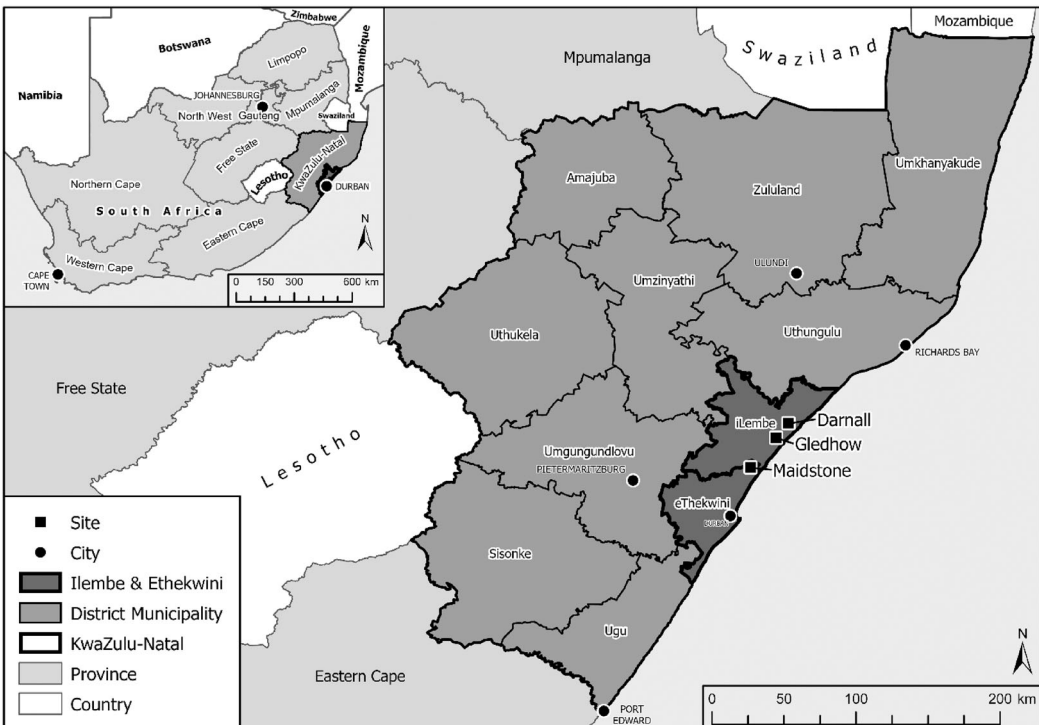 Zimbabwe
Botswana
Limpopo
Mozambique
Namibia
JOHANNESBURG
North West
Gauteng
Mpumalanga
Swaziland
Free State
KwaZulu-Natal
Lesotho
Northern Cape
DURBAN
South Africa
Eastern Cape
N
Western Cape
CAPE
TOWN
0 150 300 600 km
Mozambique
Swaziland
Mpumalanga
Umkhanyakude
Amajuba
Zululand
ULUNDI
Umzinyathi
Uthukela
Uthungulu
RICHARDS BAY
Free State
iLembe
Darnall
Gledhow
Lesotho
Umgungundlovu
PIETERMARITZBURG
Maidstone
eThekwini
DURBAN
Sisonke
Ugu
Eastern Cape
PORT
EDWARD
Site
City
Ilembe & Ethekwini
District Municipality
KwaZulu-Natal
Province
Country
N
0 50 100 200 km